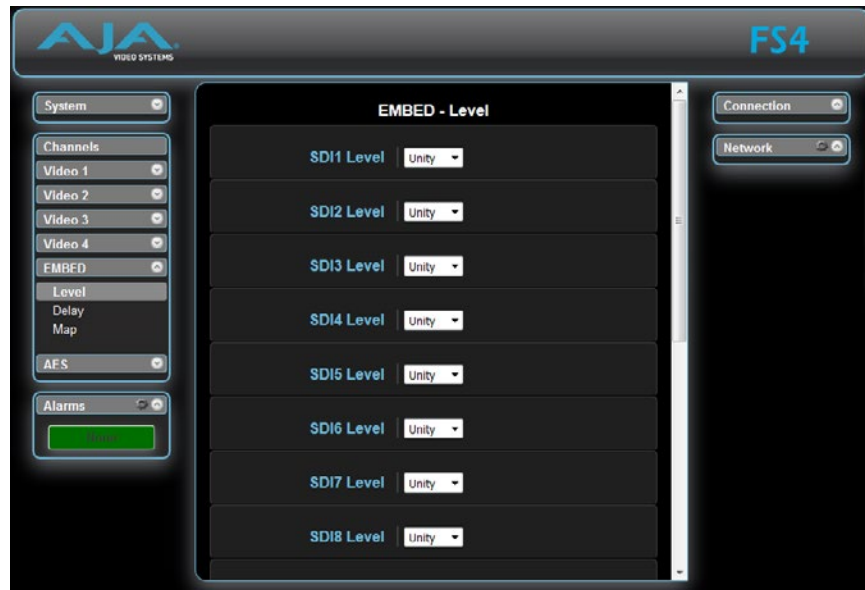 AJA
VIDEO SYSTEMS
FS4
System
Channels
Video 1
Video 2
Video 3
Video 4
EMBED
Level
Delay
Map
AES
Alarms
None
EMBED - Level
SDI1 Level Unity
SDI2 Level Unity
SDI3 Level Unity
SDI4 Level Unity
SDI5 Level Unity
SDI6 Level Unity
SDI7 Level Unity
SDI8 Level Unity
Connection
Network